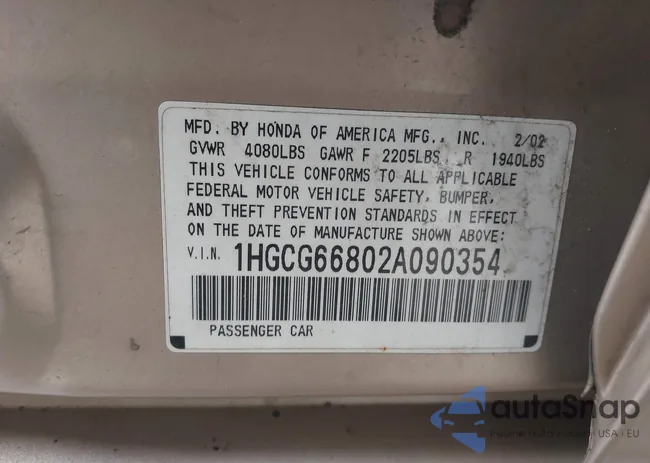 MFD. BY HONDA OF AMERICA MFG., INC. 2/02
GVWR 4080LBS GAWR F 2205LBS, R 1940LBS
THIS VEHICLE CONFORMS TO ALL APPLICABLE
FEDERAL MOTOR VEHICLE SAFETY, BUMPER,
AND THEFT PREVENTION STANDARDS IN EFFECT
ON THE DATE OF MANUFACTURE SHOWN ABOVE:
V.I.N. 1HGCG66802A090354
PASSENGER CAR
autoSnap
USA | EU